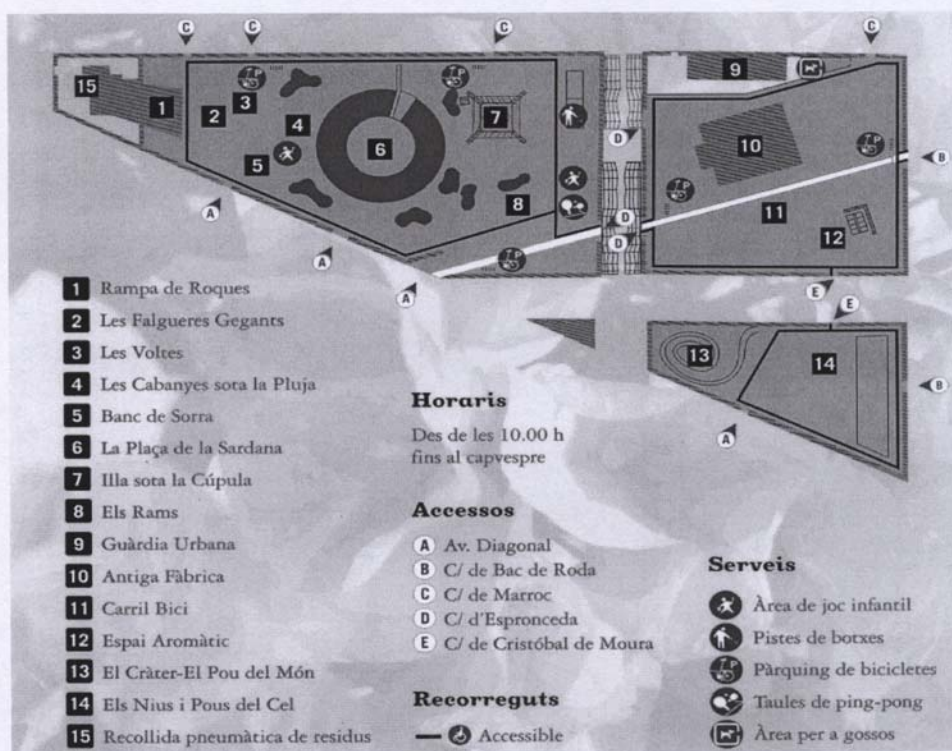 C C C C
15 1 2 3 4 5 6 7 8 9 10 11 12
P P P P P
A A A B D D D E E
13 14 B A
1 Rampa de Roques
2 Les Falgueres Gegants
3 Les Voltes
4 Les Cabanyes sota la Pluja
5 Banc de Sorra
6 La Plaça de la Sardana
7 Illa sota la Cúpula
8 Els Rams
9 Guàrdia Urbana
10 Antiga Fàbrica
11 Carril Bici
12 Espai Aromàtic
13 El Cràter-El Pou del Món
14 Els Nius i Pous del Cel
15 Recollida pneumàtica de residus
Horaris
Des de les 10.00 h
fins al capvespre
Accessos
A Av. Diagonal
B C/ de Bac de Roda
C C/ de Marroc
D C/ d'Espronceda
E C/ de Cristóbal de Moura
Recorreguts
Accessible
Serveis
Àrea de joc infantil
Pistes de botxes
P Pàrquing de bicicletes
Taules de ping-pong
Àrea per a gossos